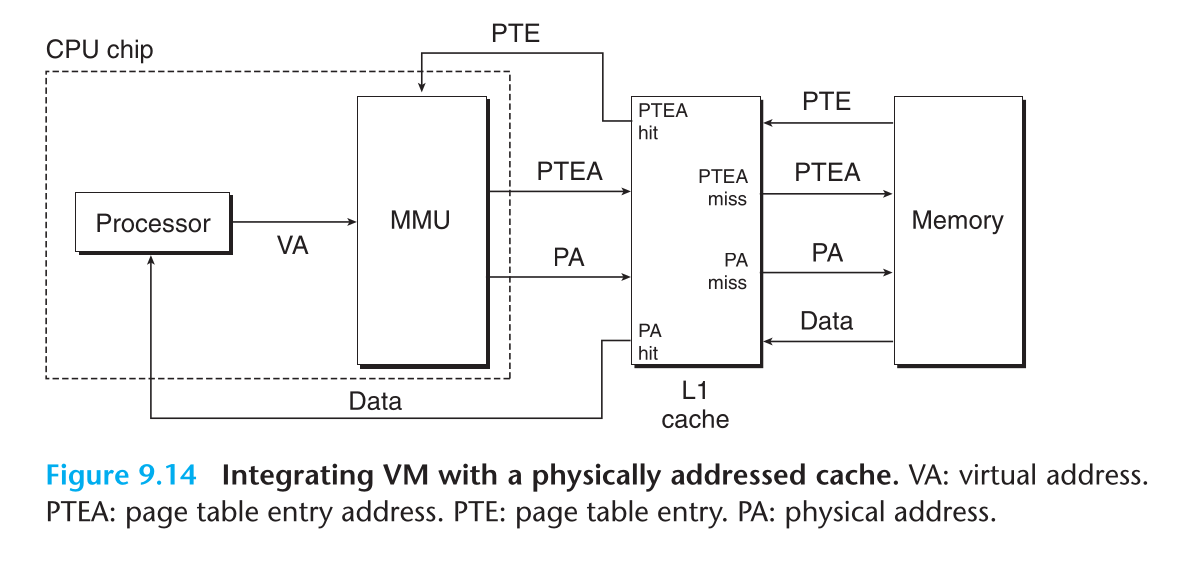 PTE
CPU chip
PTEA
hit
PTE
PTEA
PTEA
miss
PTEA
Processor
VA
MMU
Memory
PA
PA
miss
PA
PA
hit
Data
Data
L1
cache
Figure 9.14 Integrating VM with a physically addressed cache. VA: virtual address.
PTEA: page table entry address. PTE: page table entry. PA: physical address.